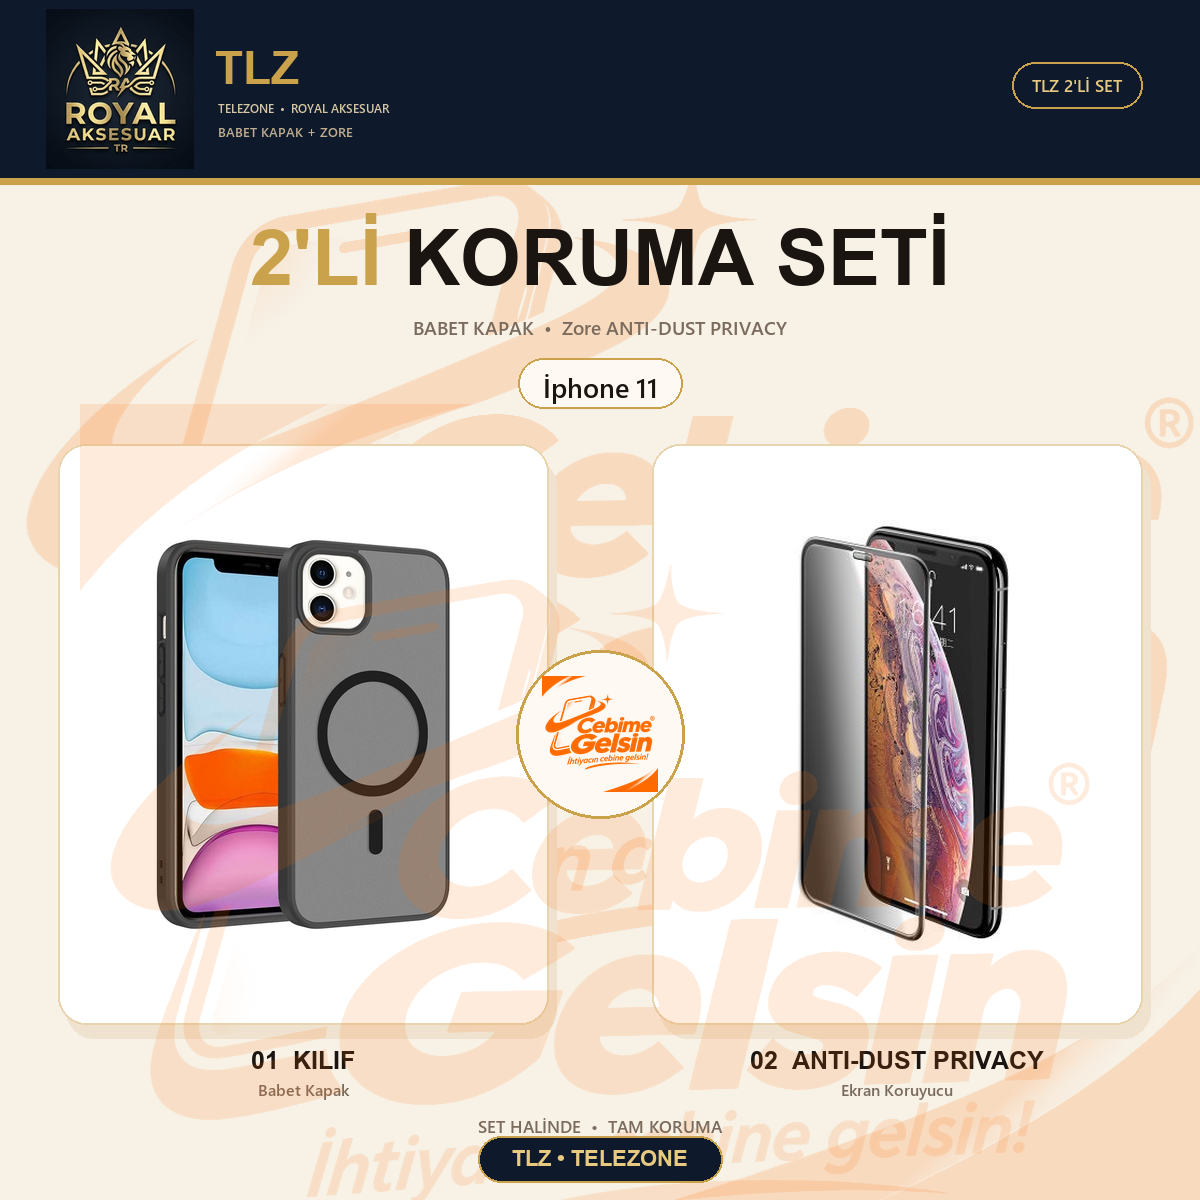 ROYAL
AKSESUAR
TR
TLZ
TELEZONE • ROYAL AKSESUAR
BABET KAPAK + ZORE
TLZ 2'Lİ SET
2'Lİ KORUMA SETİ
BABET KAPAK • Zore ANTI-DUST PRIVACY
İphone 11
Cebime®
Gelsin
İhtiyacın cebine gelsin!
Cebime®
Gelsin
01 KILIF
Babet Kapak
02 ANTI-DUST PRIVACY
Ekran Koruyucu
SET HALİNDE • TAM KORUMA
TLZ • TELEZONE